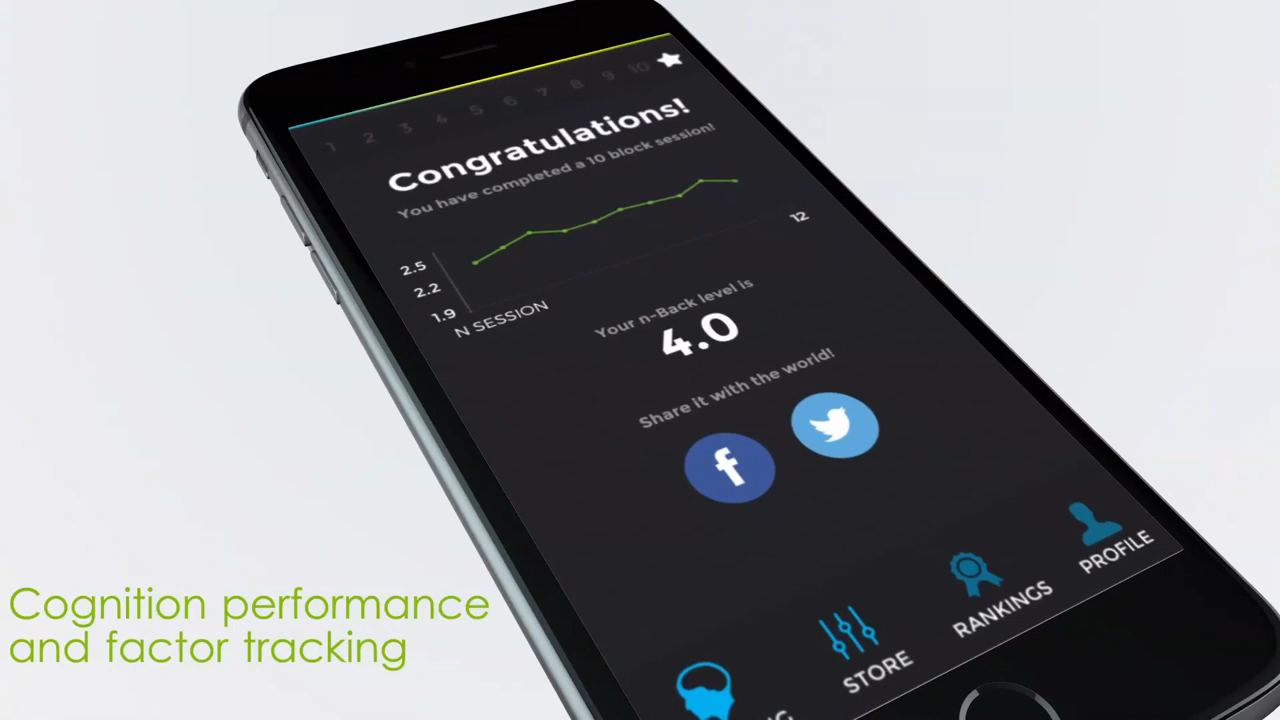 1 2 3 4 5 6 7 8 9 10
Congratulations!
You have completed a 10 block session!
2.5
2.2
1.9
12
N SESSION
Your n-Back level is
4.0
Share it with the world!
f
PROFILE
RANKINGS
STORE
Cognition performance
and factor tracking